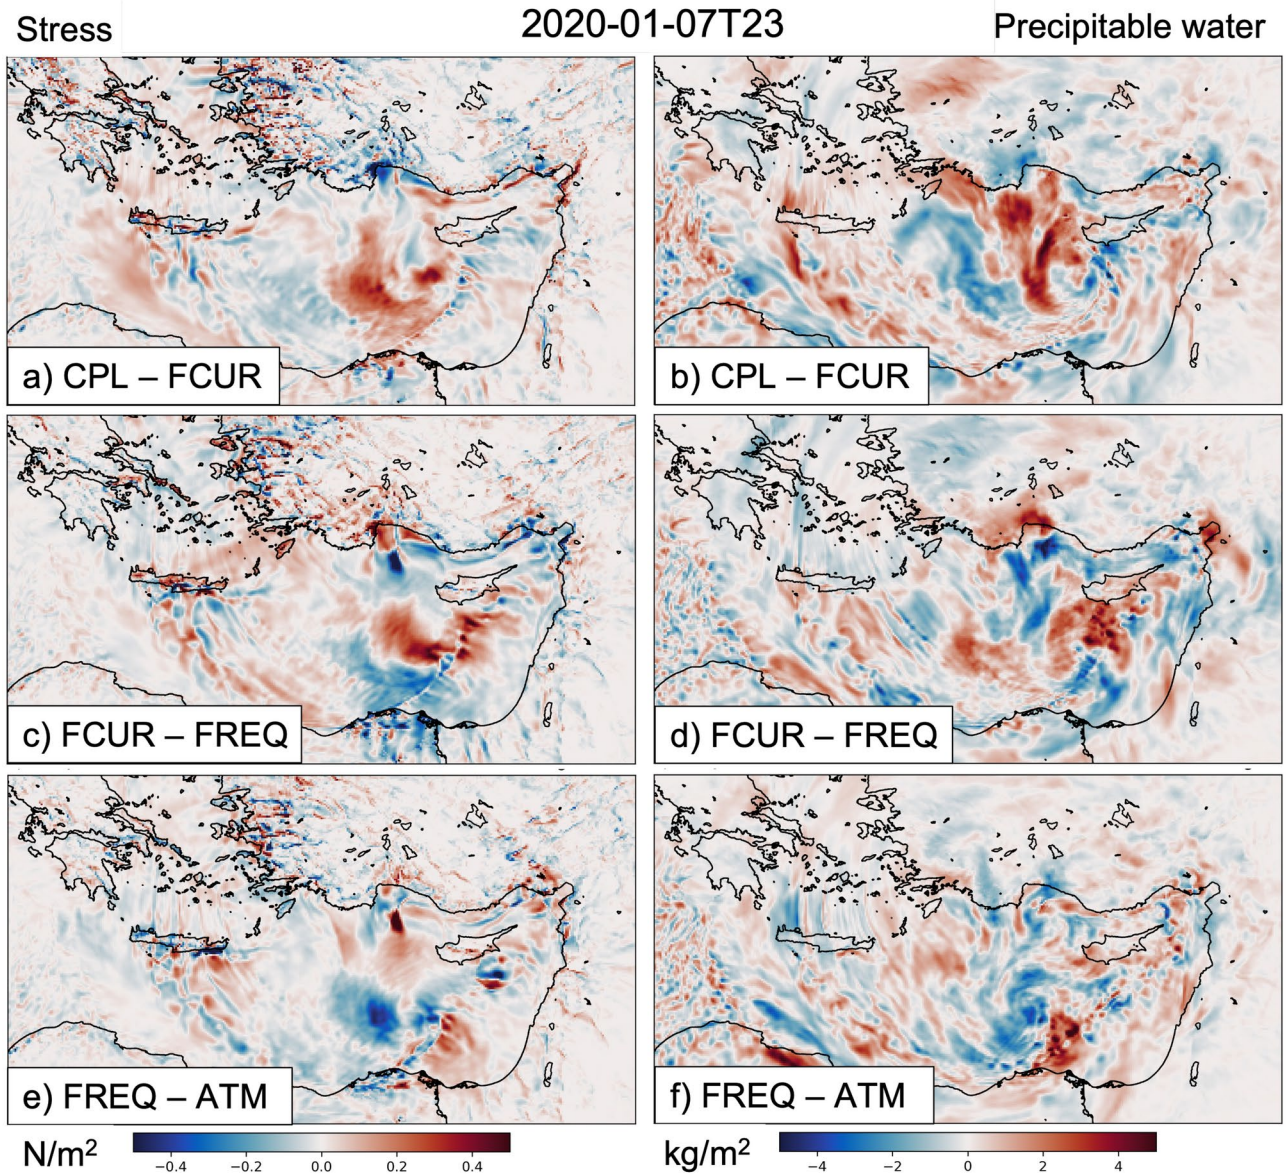 Stress 2020-01-07T23 Precipitable water
a) CPL – FCUR
b) CPL – FCUR
c) FCUR – FREQ
d) FCUR – FREQ
e) FREQ – ATM
f) FREQ – ATM
N/m²
−0.4 −0.2 0.0 0.2 0.4
kg/m²
−4 −2 0 2 4